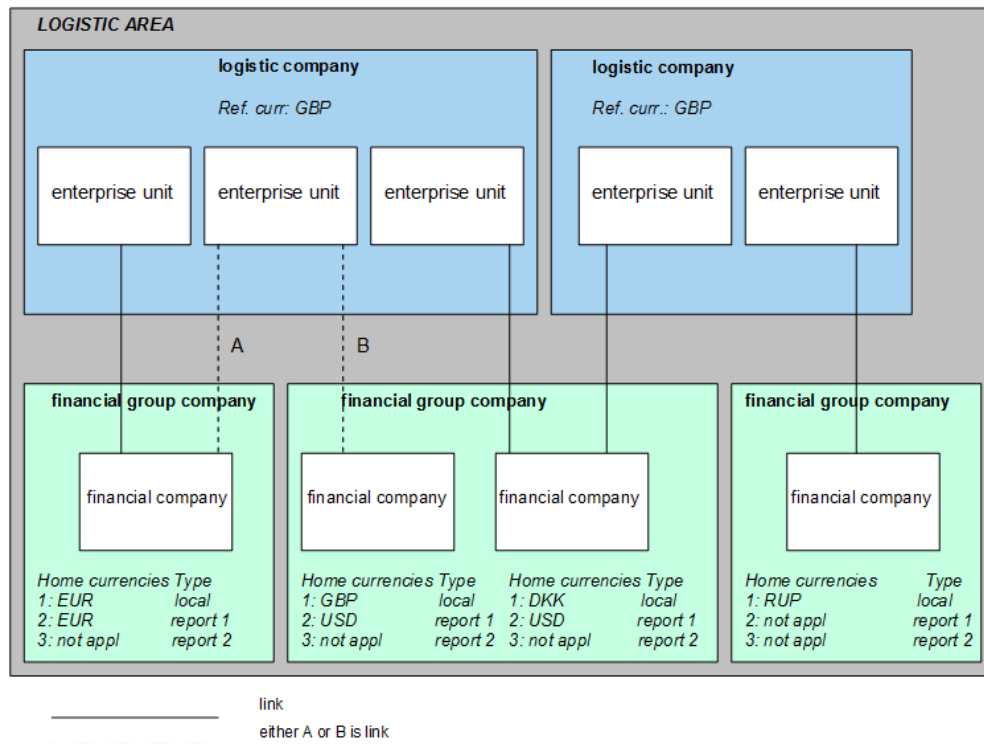 LOGISTIC AREA
logistic company
Ref. curr: GBP
enterprise unit
enterprise unit
enterprise unit
logistic company
Ref. curr.: GBP
enterprise unit
enterprise unit
A
B
financial group company
financial company
Home currencies Type
1: EUR local
2: EUR report 1
3: not appl report 2
financial group company
financial company
Home currencies Type
1: GBP local
2: USD report 1
3: not appl report 2
financial company
Home currencies Type
1: DKK local
2: USD report 1
3: not appl report 2
financial group company
financial company
Home currencies Type
1: RUP local
2: not appl report 1
3: not appl report 2
link
either A or B is link